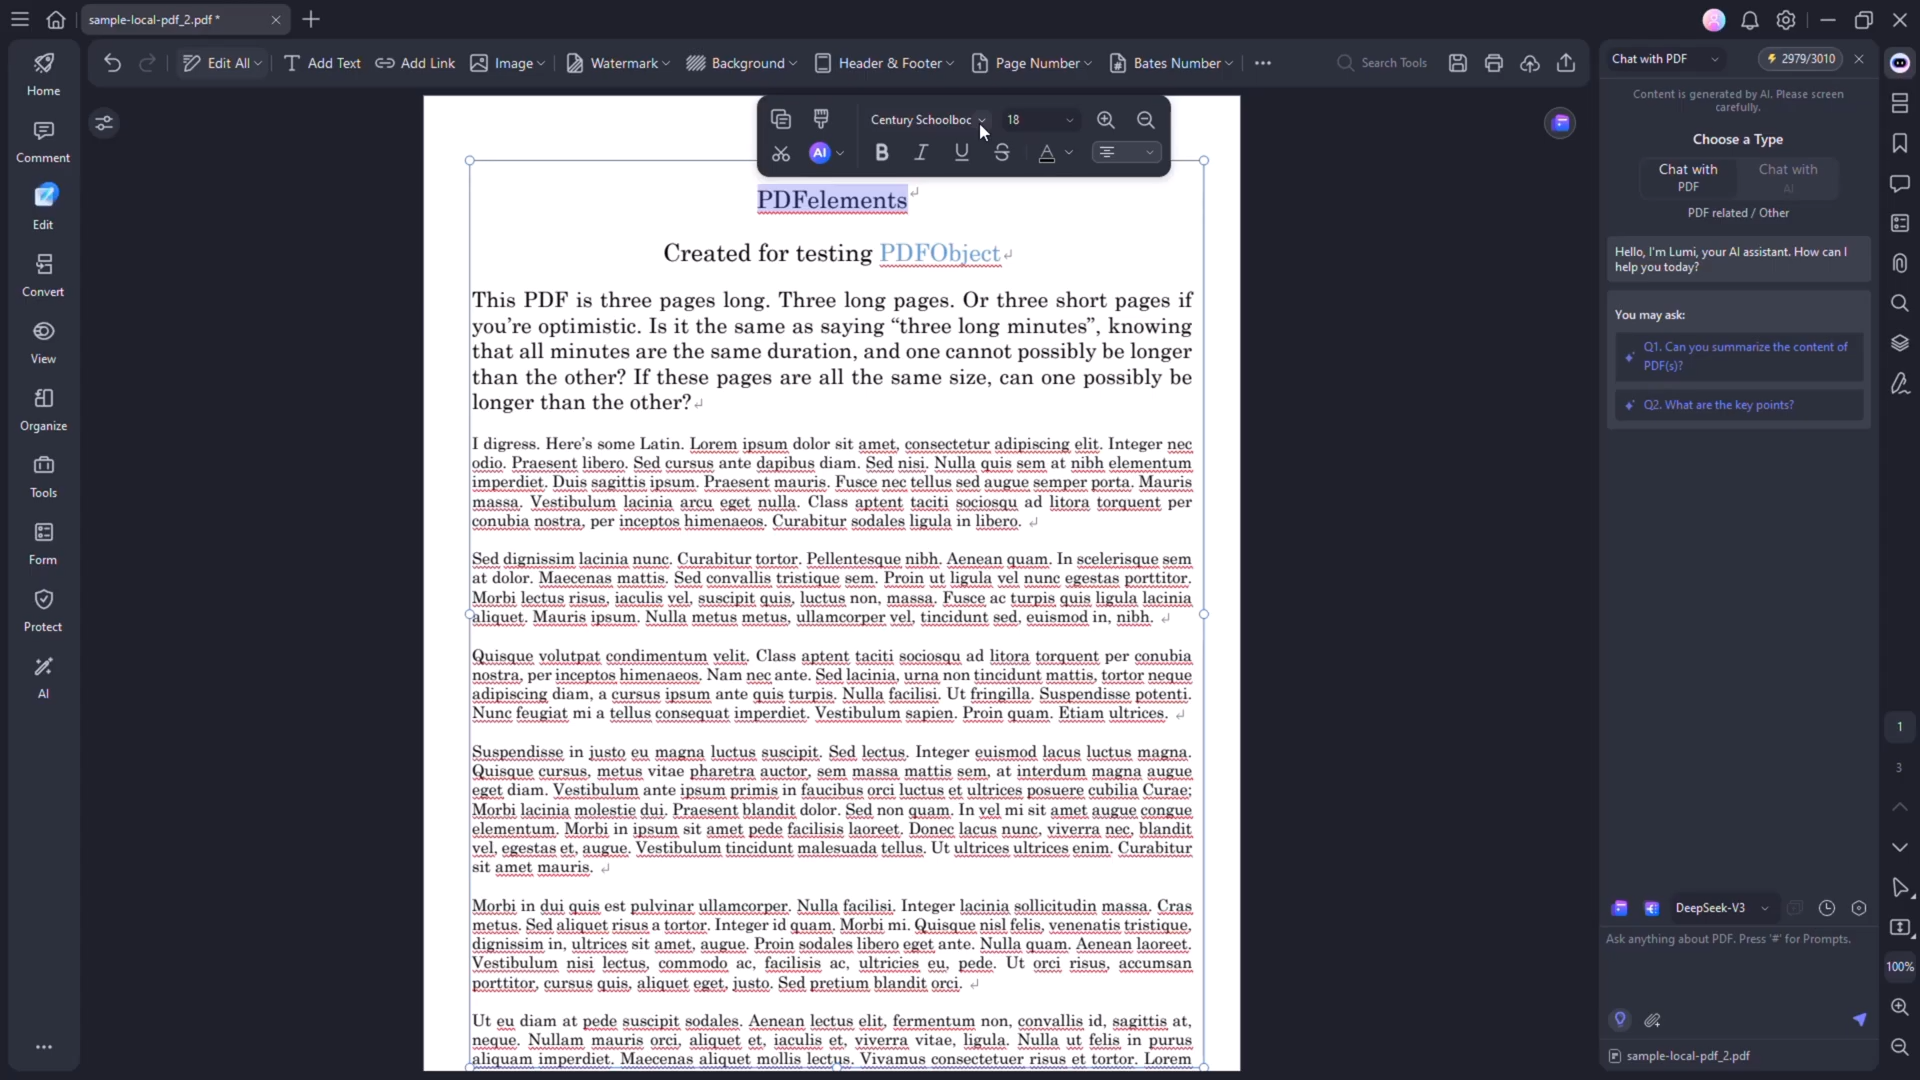 sample-local-pdf_2.pdf *
Edit All
Add Text
Add Link
Image
Watermark
Background
Header & Footer
Page Number
Bates Number
Search Tools
Home
Comment
Edit
Convert
View
Organize
Tools
Form
Protect
AI
Century Schoolboc
18
AI
B
I
U
S
A
PDFelements
Created for testing PDFObject
This PDF is three pages long. Three long pages. Or three short pages if
you’re optimistic. Is it the same as saying “three long minutes”, knowing
that all minutes are the same duration, and one cannot possibly be longer
than the other? If these pages are all the same size, can one possibly be
longer than the other?
I digress. Here’s some Latin. Lorem ipsum dolor sit amet, consectetur adipiscing elit. Integer nec
odio. Praesent libero. Sed cursus ante dapibus diam. Sed nisi. Nulla quis sem at nibh elementum
imperdiet. Duis sagittis ipsum. Praesent mauris. Fusce nec tellus sed augue semper porta. Mauris
massa. Vestibulum lacinia arcu eget nulla. Class aptent taciti sociosqu ad litora torquent per
conubia nostra, per inceptos himenaeos. Curabitur sodales ligula in libero.
Sed dignissim lacinia nunc. Curabitur tortor. Pellentesque nibh. Aenean quam. In scelerisque sem
at dolor. Maecenas mattis. Sed convallis tristique sem. Proin ut ligula vel nunc egestas porttitor.
Morbi lectus risus, iaculis vel, suscipit quis, luctus non, massa. Fusce ac turpis quis ligula lacinia
aliquet. Mauris ipsum. Nulla metus metus, ullamcorper vel, tincidunt sed, euismod in, nibh.
Quisque volutpat condimentum velit. Class aptent taciti sociosqu ad litora torquent per conubia
nostra, per inceptos himenaeos. Nam nec ante. Sed lacinia, urna non tincidunt mattis, tortor neque
adipiscing diam, a cursus ipsum ante quis turpis. Nulla facilisi. Ut fringilla. Suspendisse potenti.
Nunc feugiat mi a tellus consequat imperdiet. Vestibulum sapien. Proin quam. Etiam ultrices.
Suspendisse in justo eu magna luctus suscipit. Sed lectus. Integer euismod lacus luctus magna.
Quisque cursus, metus vitae pharetra auctor, sem massa mattis sem, at interdum magna augue
eget diam. Vestibulum ante ipsum primis in faucibus orci luctus et ultrices posuere cubilia Curae;
Morbi lacinia molestie dui. Praesent blandit dolor. Sed non quam. In vel mi sit amet augue congue
elementum. Morbi in ipsum sit amet pede facilisis laoreet. Donec lacus nunc, viverra nec, blandit
vel, egestas et, augue. Vestibulum tincidunt malesuada tellus. Ut ultrices ultrices enim. Curabitur
sit amet mauris.
Morbi in dui quis est pulvinar ullamcorper. Nulla facilisi. Integer lacinia sollicitudin massa. Cras
metus. Sed aliquet risus a tortor. Integer id quam. Morbi mi. Quisque nisl felis, venenatis tristique,
dignissim in, ultrices sit amet, augue. Proin sodales libero eget ante. Nulla quam. Aenean laoreet.
Vestibulum nisi lectus, commodo ac, facilisis ac, ultricies eu, pede. Ut orci risus, accumsan
porttitor, cursus quis, aliquet eget, justo. Sed pretium blandit orci.
Ut eu diam at pede suscipit sodales. Aenean lectus elit, fermentum non, convallis id, sagittis at,
neque. Nullam mauris orci, aliquet et, iaculis et, viverra vitae, ligula. Nulla ut felis in purus
aliquam imperdiet. Maecenas aliquet mollis lectus. Vivamus consectetuer risus et tortor. Lorem
Chat with PDF
2979/3010
Content is generated by AI. Please screen
carefully.
Choose a Type
Chat with
PDF
Chat with
AI
PDF related / Other
Hello, I'm Lumi, your AI assistant. How can I
help you today?
You may ask:
Q1. Can you summarize the content of
PDF(s)?
Q2. What are the key points?
DeepSeek-V3
Ask anything about PDF. Press '#' for Prompts.
sample-local-pdf_2.pdf
1
3
100%